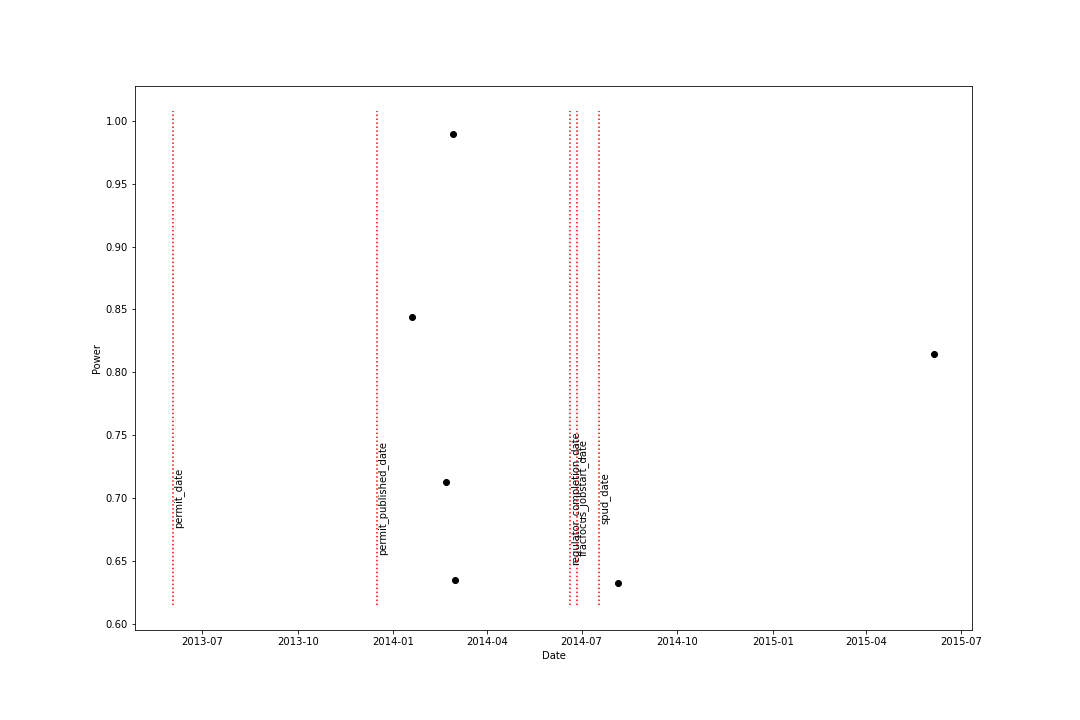 1.00
0.95
0.90
0.85
0.80
0.75
0.70
0.65
0.60
Power
permit_date
permit_published_date
regulator_completion_date
fracfocus_jobstart_date
spud_date
2013-07
2013-10
2014-01
2014-04
2014-07
2014-10
2015-01
2015-04
2015-07
Date